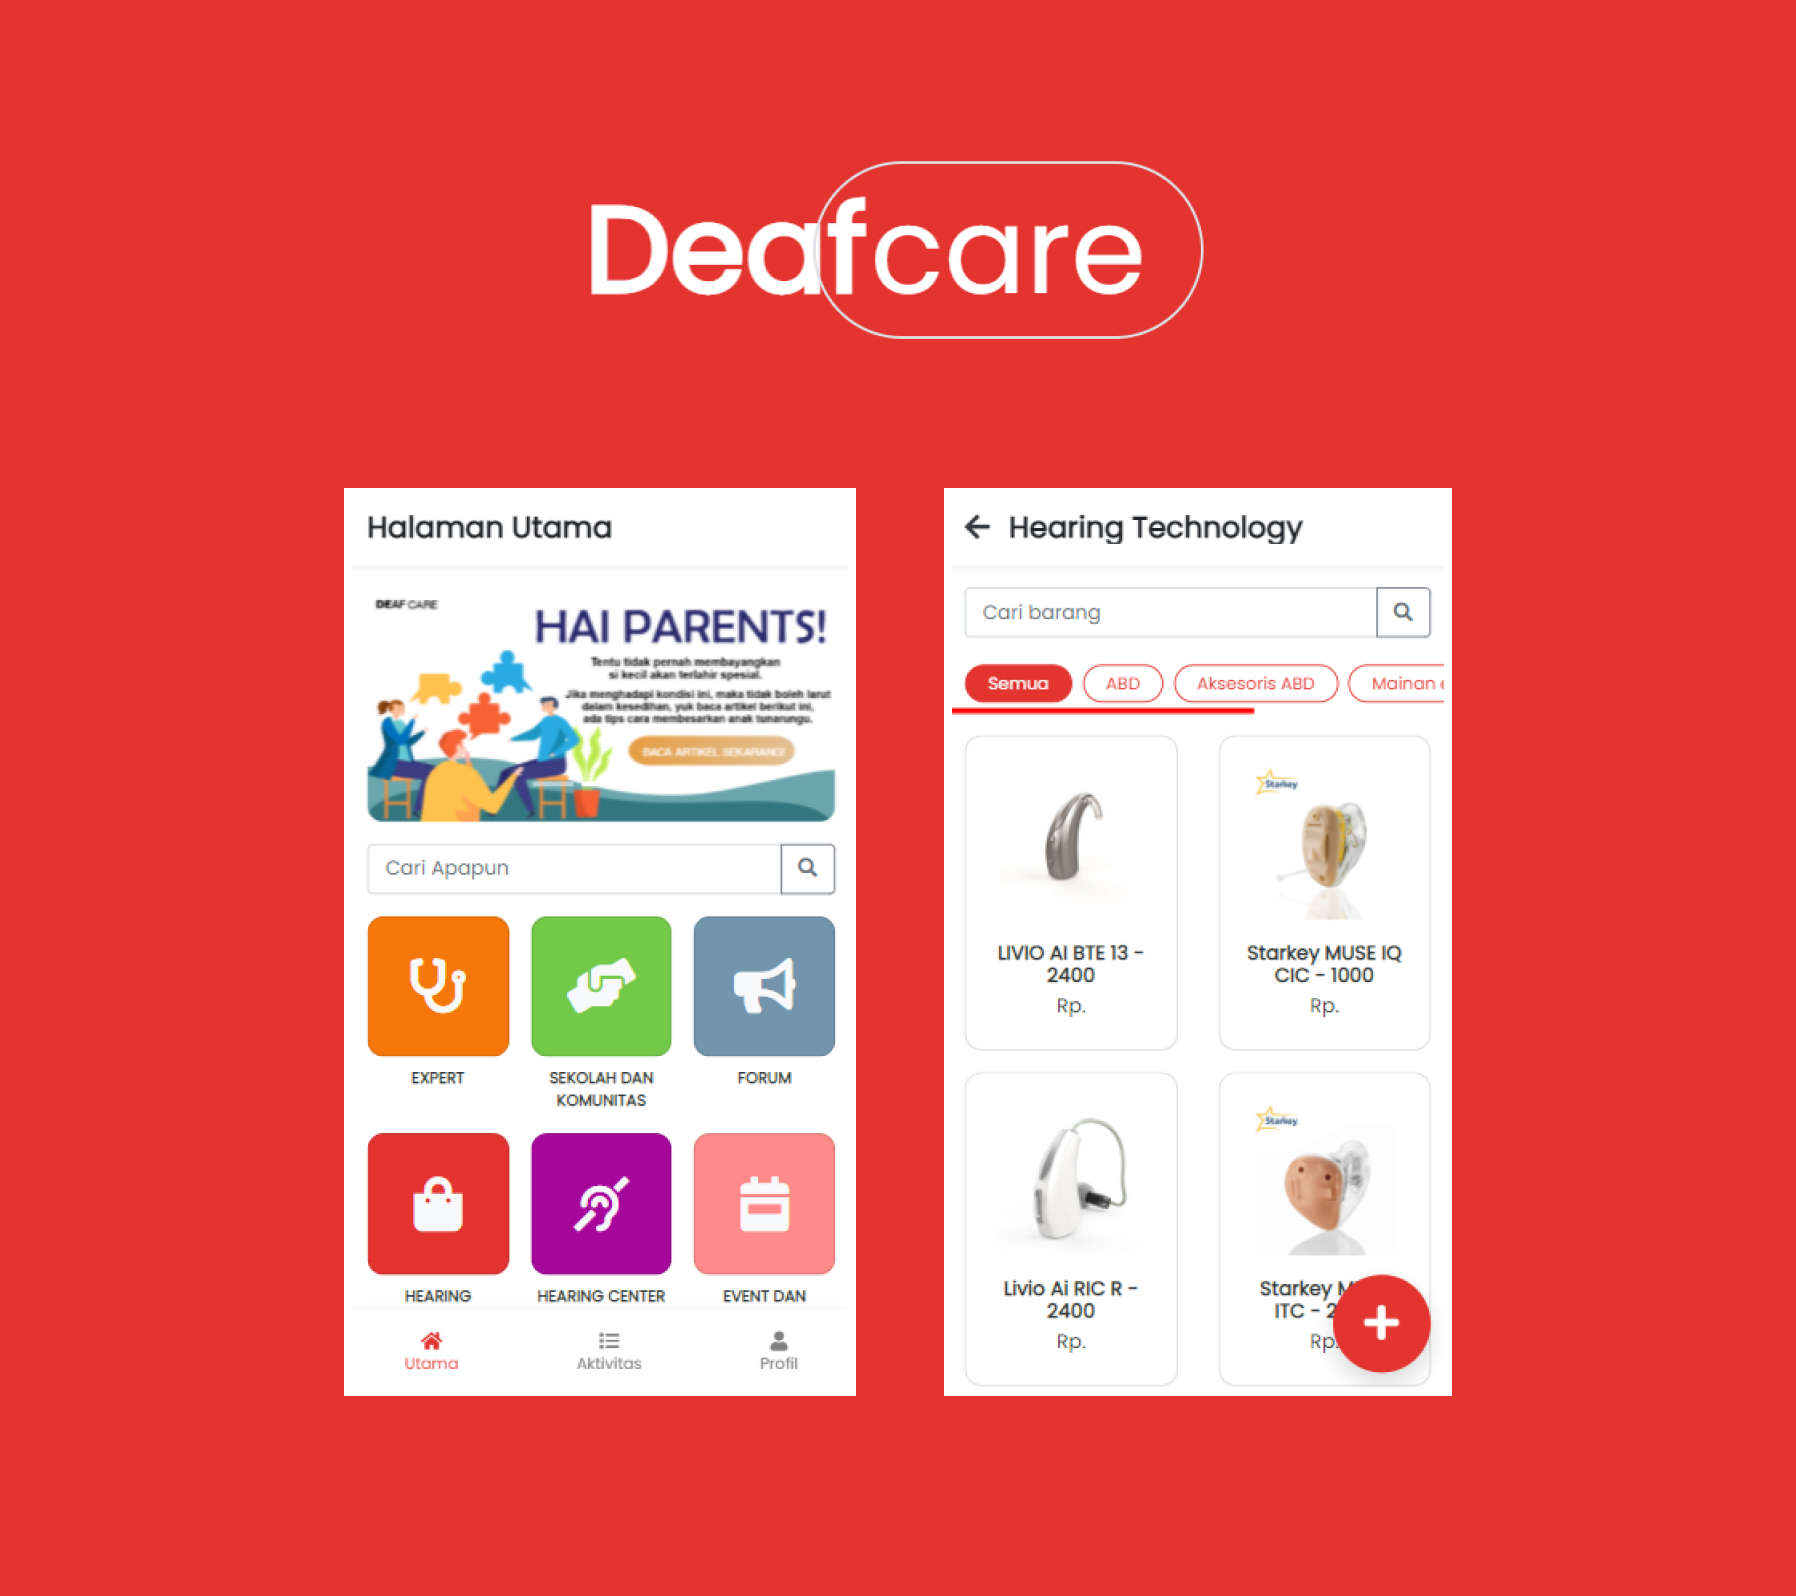 Deafcare
Halaman Utama
DEAF CARE
HAI PARENTS!
Tentu tidak pernah membayangkan
si kecil akan terlahir spesial.
Jika menghadapi kondisi ini, maka tidak boleh larut
dalam kesedihan, yuk baca artikel berikut ini,
ada tips cara membesarkan anak tunarungu.
BACA ARTIKEL SEKARANG!
Cari Apapun
EXPERT
SEKOLAH DAN
KOMUNITAS
FORUM
HEARING
HEARING CENTER
EVENT DAN
Utama
Aktivitas
Profil
Hearing Technology
Cari barang
Semua
ABD
Aksesoris ABD
Mainan
LIVIO AI BTE 13 -
2400
Rp.
Starkey
Starkey MUSE IQ
CIC - 1000
Rp.
Livio Ai RIC R -
2400
Rp.
Starkey
Starkey M
ITC - 2
Rp.